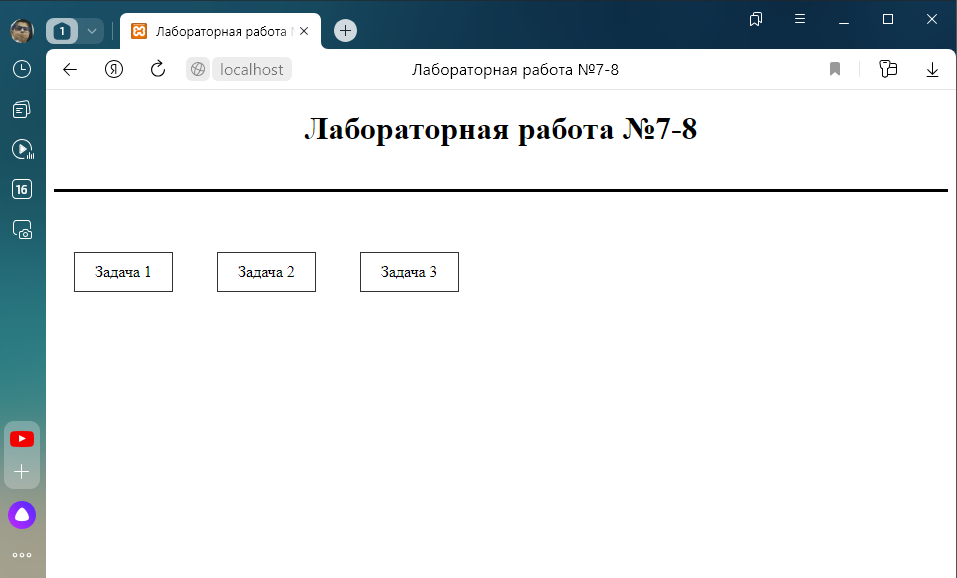 1
Лабораторная работа
Я
localhost
Лабораторная работа №7-8
16
Лабораторная работа №7-8
Задача 1
Задача 2
Задача 3